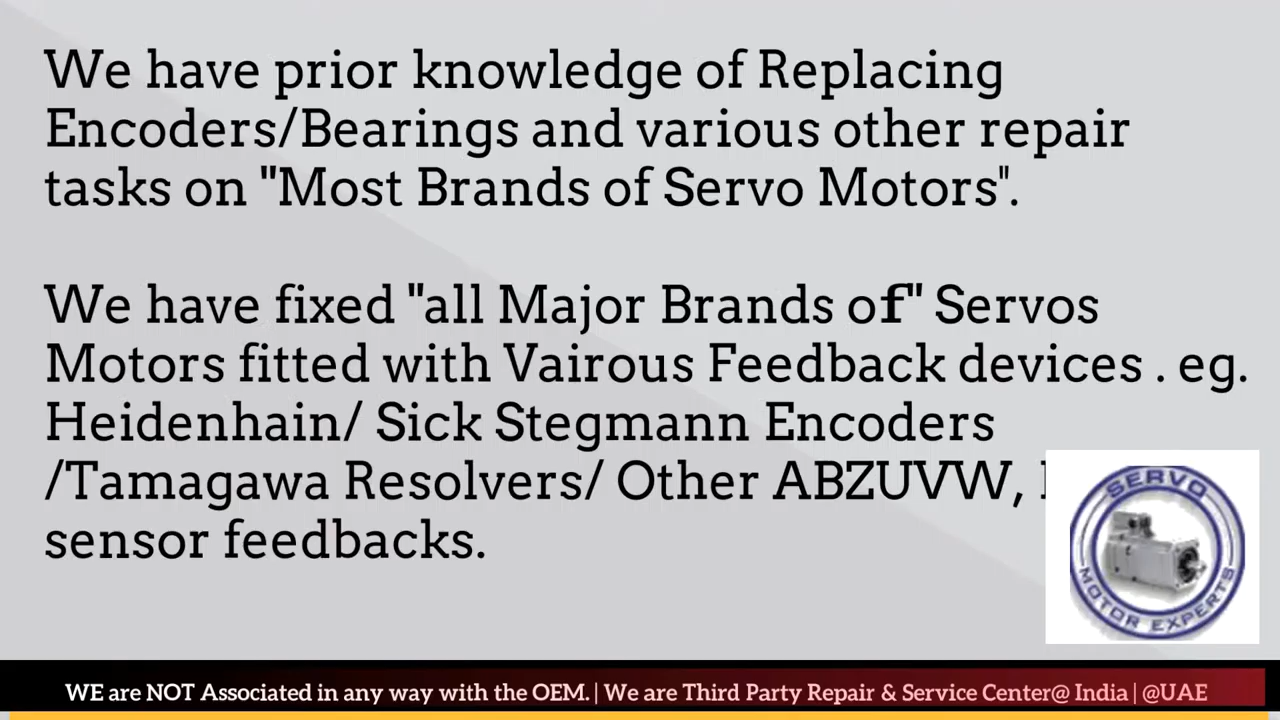 We have prior knowledge of Replacing
Encoders/Bearings and various other repair
tasks on "Most Brands of Servo Motors".
We have fixed "all Major Brands of" Servos
Motors fitted with Vairous Feedback devices . eg.
Heidenhain/ Sick Stegmann Encoders
/Tamagawa Resolvers/ Other ABZUVW,
sensor feedbacks.
SERVO
MOTOR EXPERTS
WE are NOT Associated in any way with the OEM. | We are Third Party Repair & Service Center@ India | @UAE